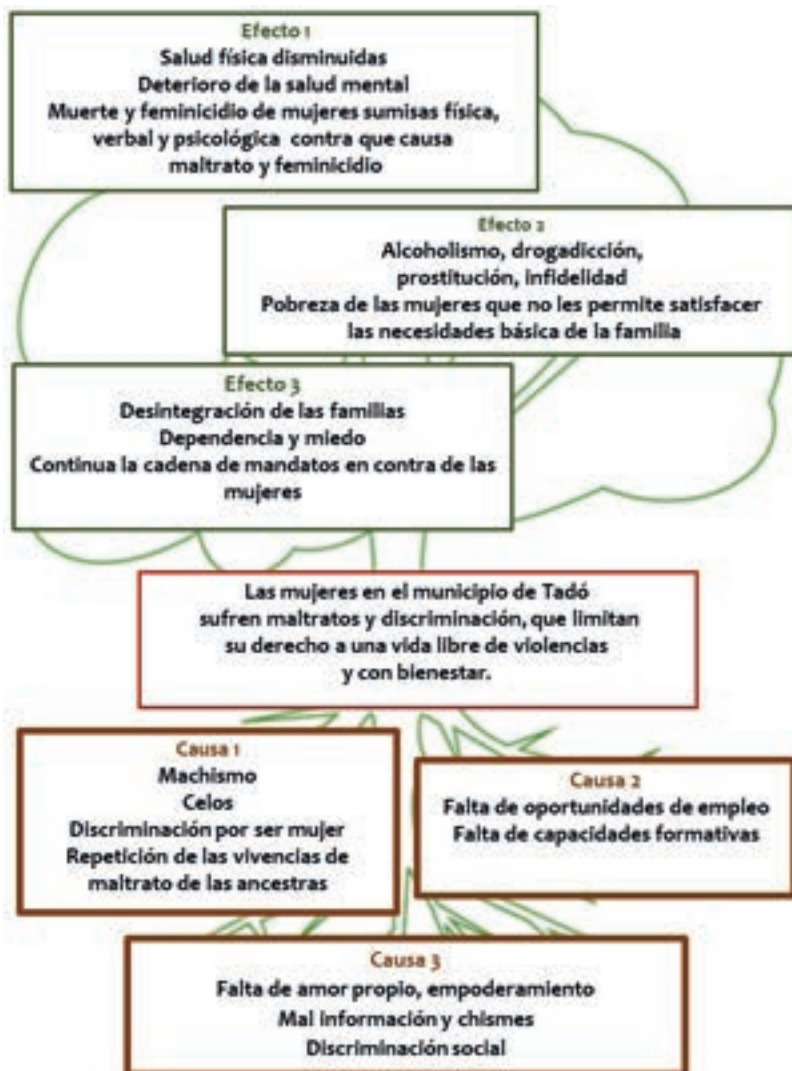 Efecto 1
Salud física disminuidas
Deterioro de la salud mental
Muerte y feminicidio de mujeres sumisas física,
verbal y psicológica contra que causa
maltrato y feminicidio
Efecto 2
Alcoholismo, drogadicción,
prostitución, infidelidad
Pobreza de las mujeres que no les permite satisfacer
las necesidades básica de la familia
Efecto 3
Desintegración de las familias
Dependencia y miedo
Continua la cadena de mandatos en contra de las
mujeres
Las mujeres en el municipio de Tadó
sufren maltratos y discriminación, que limitan
su derecho a una vida libre de violencias
y con bienestar.
Causa 1
Machismo
Celos
Discriminación por ser mujer
Repetición de las vivencias de
maltrato de las ancestras
Causa 2
Falta de oportunidades de empleo
Falta de capacidades formativas
Causa 3
Falta de amor propio, empoderamiento
Mal información y chismes
Discriminación social